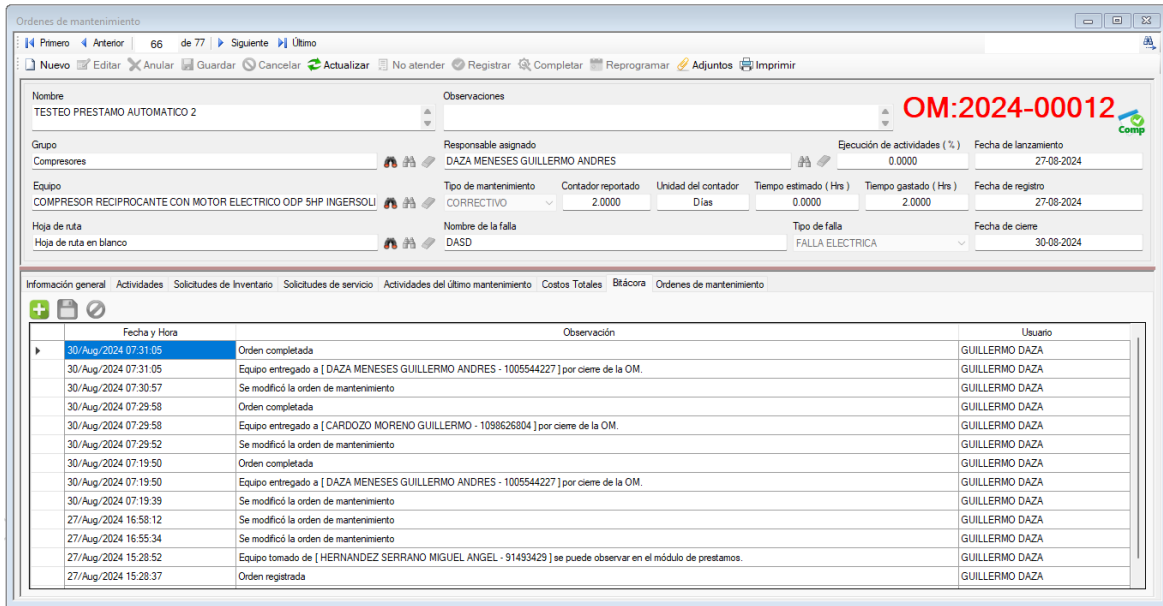 Ordenes de mantenimiento
Primero Anterior 66 de 77 Siguiente Último
Nuevo Editar Anular Guardar Cancelar Actualizar No atender Registrar Completar Reprogramar Adjuntos Imprimir
Nombre Observaciones
TESTEO PRESTAMO AUTOMATICO 2 OM:2024-00012
Comp
Grupo Responsable asignado Ejecución de actividades ( % ) Fecha de lanzamiento
Compresores DAZA MENESES GUILLERMO ANDRES 0.0000 27-08-2024
Equipo Tipo de mantenimiento Contador reportado Unidad del contador Tiempo estimado ( Hrs ) Tiempo gastado ( Hrs ) Fecha de registro
COMPRESOR RECIPROCANTE CON MOTOR ELECTRICO ODP 5HP INGERSOLI CORRECTIVO 2.0000 Días 0.0000 2.0000 27-08-2024
Hoja de ruta Nombre de la falla Tipo de falla Fecha de cierre
Hoja de ruta en blanco DASD FALLA ELECTRICA 30-08-2024
Información general Actividades Solicitudes de Inventario Solicitudes de servicio Actividades del último mantenimiento Costos Totales Bitácora Ordenes de mantenimiento
Fecha y Hora Observación Usuario
30/Aug/2024 07:31:05 Orden completada GUILLERMO DAZA
30/Aug/2024 07:31:05 Equipo entregado a [ DAZA MENESES GUILLERMO ANDRES - 1005544227 ] por cierre de la OM. GUILLERMO DAZA
30/Aug/2024 07:30:57 Se modificó la orden de mantenimiento GUILLERMO DAZA
30/Aug/2024 07:29:58 Orden completada GUILLERMO DAZA
30/Aug/2024 07:29:58 Equipo entregado a [ CARDOZO MORENO GUILLERMO - 1098626804 ] por cierre de la OM. GUILLERMO DAZA
30/Aug/2024 07:29:52 Se modificó la orden de mantenimiento GUILLERMO DAZA
30/Aug/2024 07:19:50 Orden completada GUILLERMO DAZA
30/Aug/2024 07:19:50 Equipo entregado a [ DAZA MENESES GUILLERMO ANDRES - 1005544227 ] por cierre de la OM. GUILLERMO DAZA
30/Aug/2024 07:19:39 Se modificó la orden de mantenimiento GUILLERMO DAZA
27/Aug/2024 16:58:12 Se modificó la orden de mantenimiento GUILLERMO DAZA
27/Aug/2024 16:55:34 Se modificó la orden de mantenimiento GUILLERMO DAZA
27/Aug/2024 15:28:52 Equipo tomado de [ HERNANDEZ SERRANO MIGUEL ANGEL - 91493429 ] se puede observar en el módulo de prestamos. GUILLERMO DAZA
27/Aug/2024 15:28:37 Orden registrada GUILLERMO DAZA